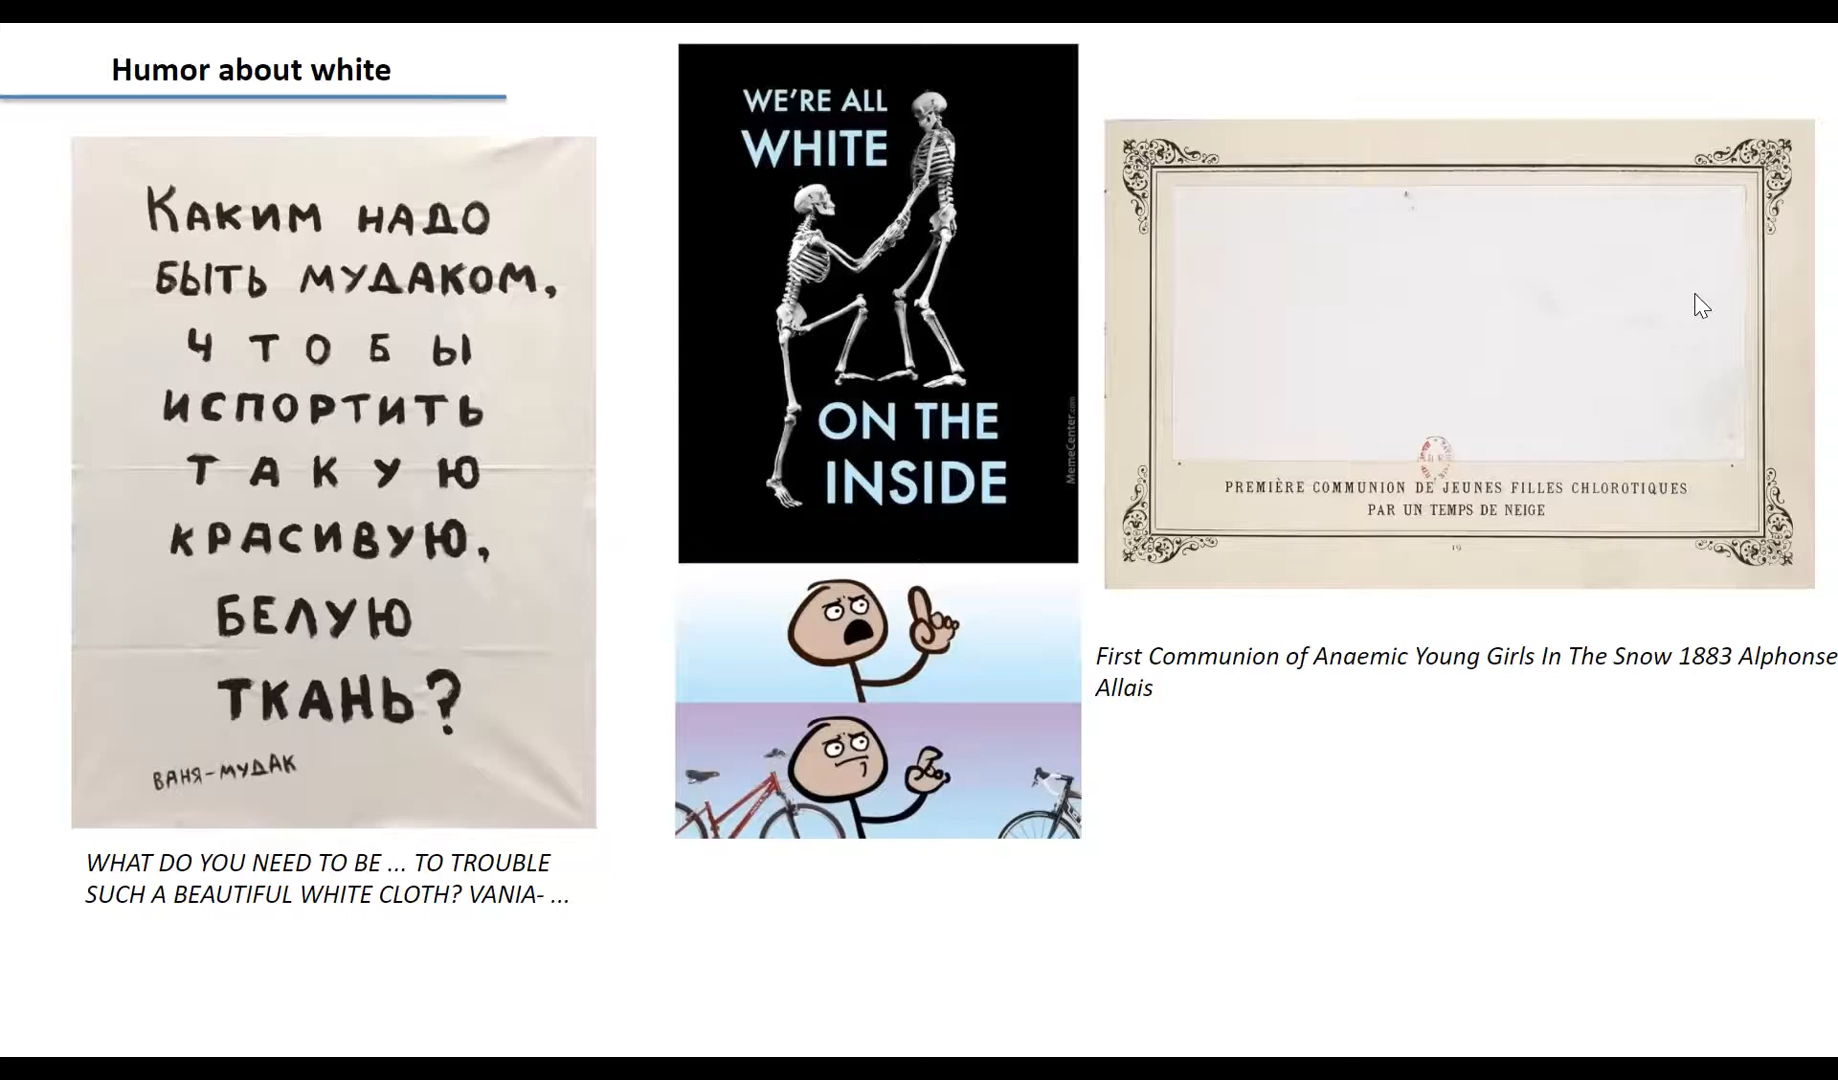 Humor about white
Каким надо
быть мудаком,
чтобы
испортить
такую
красивую,
белую
ткань?
Ваня-мудак
WHAT DO YOU NEED TO BE ... TO TROUBLE
SUCH A BEAUTIFUL WHITE CLOTH? VANIA- ...
WE'RE ALL
WHITE
ON THE
INSIDE
MemeCenter.com
PREMIÈRE COMMUNION DE JEUNES FILLES CHLOROTIQUES
PAR UN TEMPS DE NEIGE
19
First Communion of Anaemic Young Girls In The Snow 1883 Alphonse
Allais